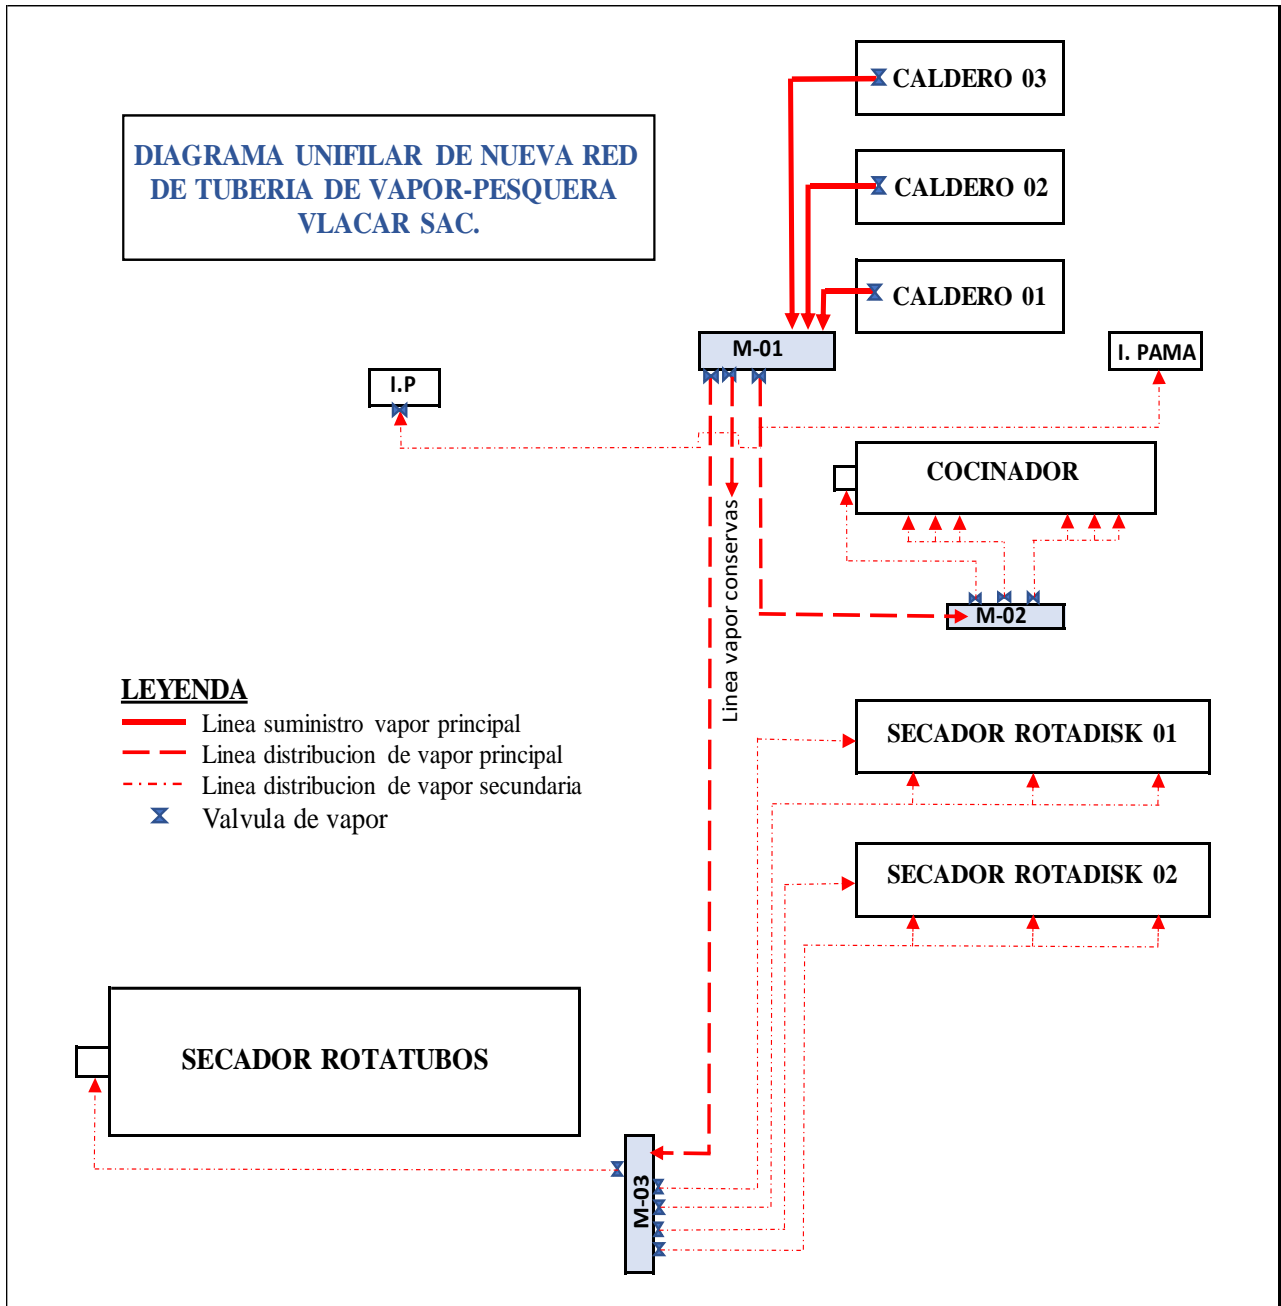 CALDERO 03
DIAGRAMA UNIFILAR DE NUEVA RED
DE TUBERIA DE VAPOR-PESQUERA
VLACAR SAC.
CALDERO 02
CALDERO 01
M-01
I. PAMA
I.P
COCINADOR
Linea vapor conservas
M-02
LEYENDA
Linea suministro vapor principal
Linea distribucion de vapor principal
Linea distribucion de vapor secundaria
Valvula de vapor
SECADOR ROTADISK 01
SECADOR ROTADISK 02
SECADOR ROTATUBOS
M-03